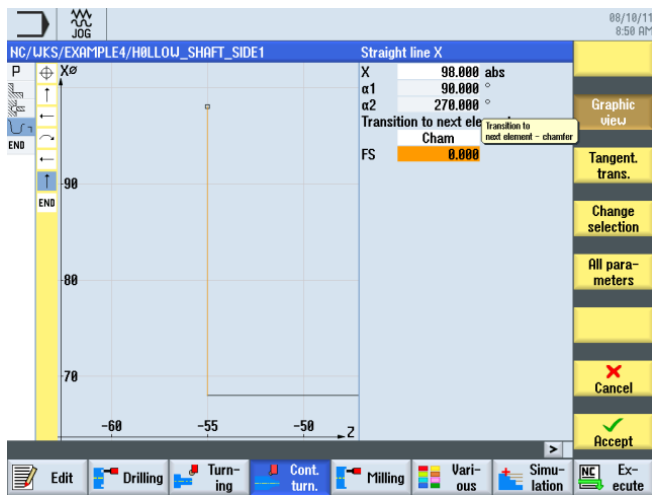 JOG
08/10/11
8:50 AM
NC/WKS/EXAMPLE4/HØLLOW_SHAFT_SIDE1
Straight line X
P
END
END
XØ
90
80
70
-60
-55
-50
Z
X 98.000 abs
α1 90.000 °
α2 270.000 °
Transition to next ele
Transition to
next element - chamfer
Cham
FS 0.000
Graphic
view
Tangent.
trans.
Change
selection
All para-
meters
Cancel
Accept
>
Edit
Drilling
Turn-
ing
Cont.
turn.
Milling
Vari-
ous
Simu-
lation
NC
Ex-
ecute